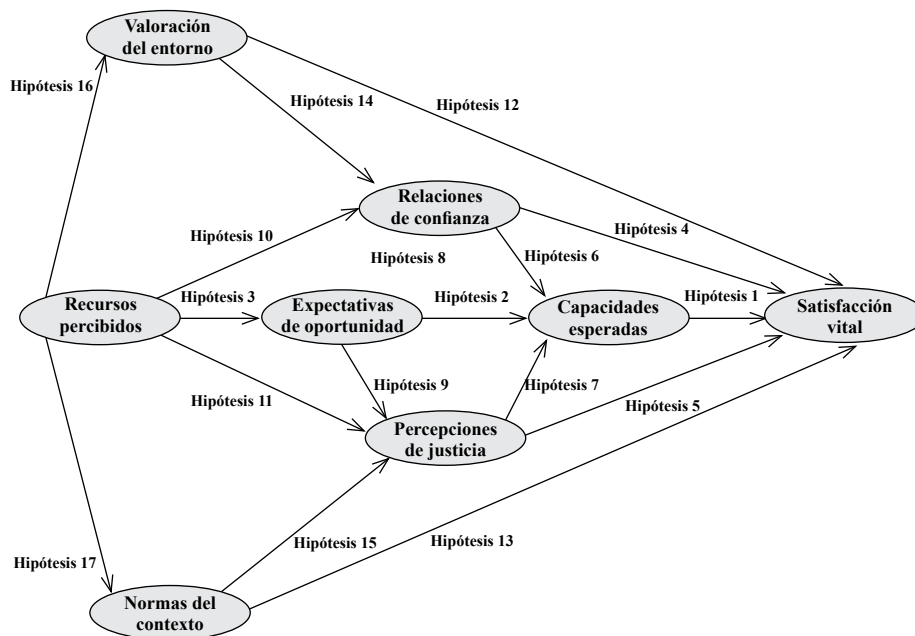 Valoración
del entorno
Hipótesis 16
Hipótesis 14
Hipótesis 12
Relaciones
de confianza
Hipótesis 10
Hipótesis 8
Hipótesis 6
Hipótesis 4
Recursos
percibidos
Hipótesis 3
Expectativas
de oportunidad
Hipótesis 2
Capacidades
esperadas
Hipótesis 1
Satisfacción
vital
Hipótesis 11
Hipótesis 9
Hipótesis 7
Hipótesis 5
Percepciones
de justicia
Hipótesis 17
Hipótesis 15
Hipótesis 13
Normas del
contexto